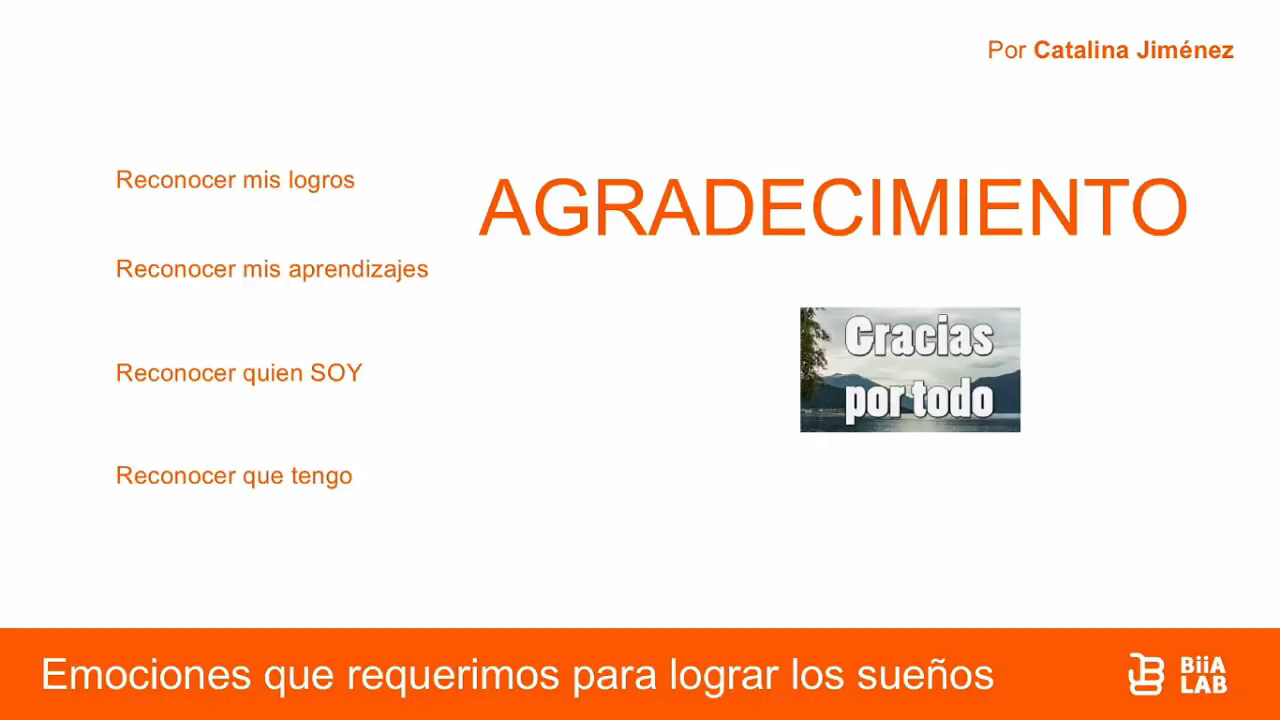 Por Catalina Jiménez
Reconocer mis logros
AGRADECIMIENTO
Reconocer mis aprendizajes
Gracias
por todo
Reconocer quien SOY
Reconocer que tengo
Emociones que requerimos para lograr los sueños
BiiA
LAB